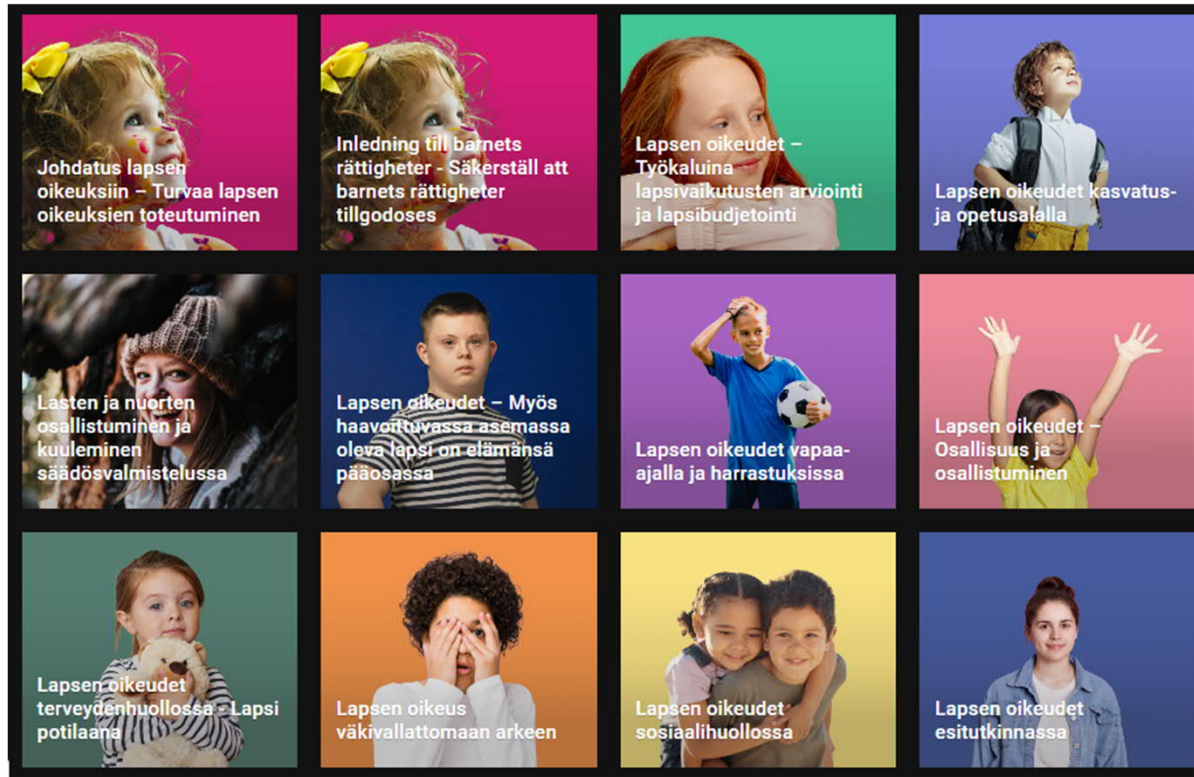 Johdatus lapsen
oikeuksiin – Turvaa lapsen
oikeuksien toteutuminen
Inledning till barnets
rättigheter - Säkerställ att
barnets rättigheter
tillgodoses
Lapsen oikeudet –
Työkaluina
lapsivaikutusten arviointi
ja lapsibudjetointi
Lapsen oikeudet kasvatus-
ja opetusalalla
Lasten ja nuorten
osallistuminen ja
kuuleminen
säädösvalmistelussa
Lapsen oikeudet – Myös
haavoittuvassa asemassa
oleva lapsi on elämänsä
pääosassa
Lapsen oikeudet vapaa-
ajalla ja harrastuksissa
Lapsen oikeudet –
Osallisuus ja
osallistuminen
Lapsen oikeudet
terveydenhuollossa - Lapsi
potilaana
Lapsen oikeus
väkivallattomaan arkeen
Lapsen oikeudet
sosiaalihuollossa
Lapsen oikeudet
esitutkinnassa